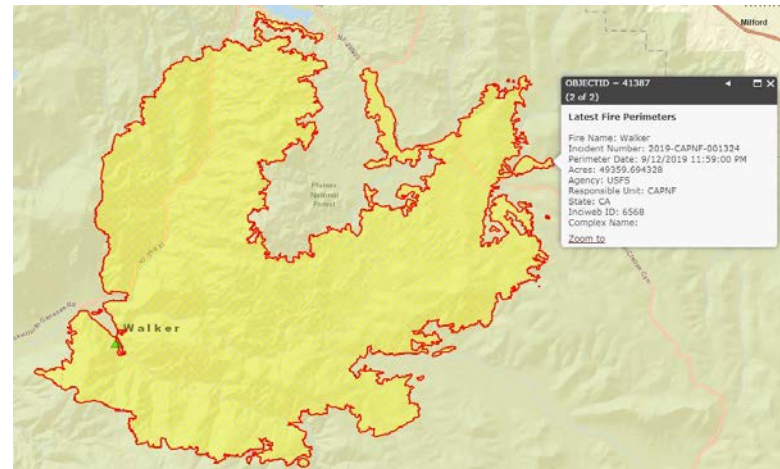 Milford
OBJECTID - 41387
(2 of 2)
Latest Fire Perimeters
Fire Name: Walker
Incident Number: 2019-CAPNF-001324
Perimeter Date: 9/12/2019 11:59:00 PM
Acres: 49359.694328
Agency: USFS
Responsible Unit: CAPNF
State: CA
Inciweb ID: 6568
Complex Name:
Zoom to
Plumas
National
Forest
Walker